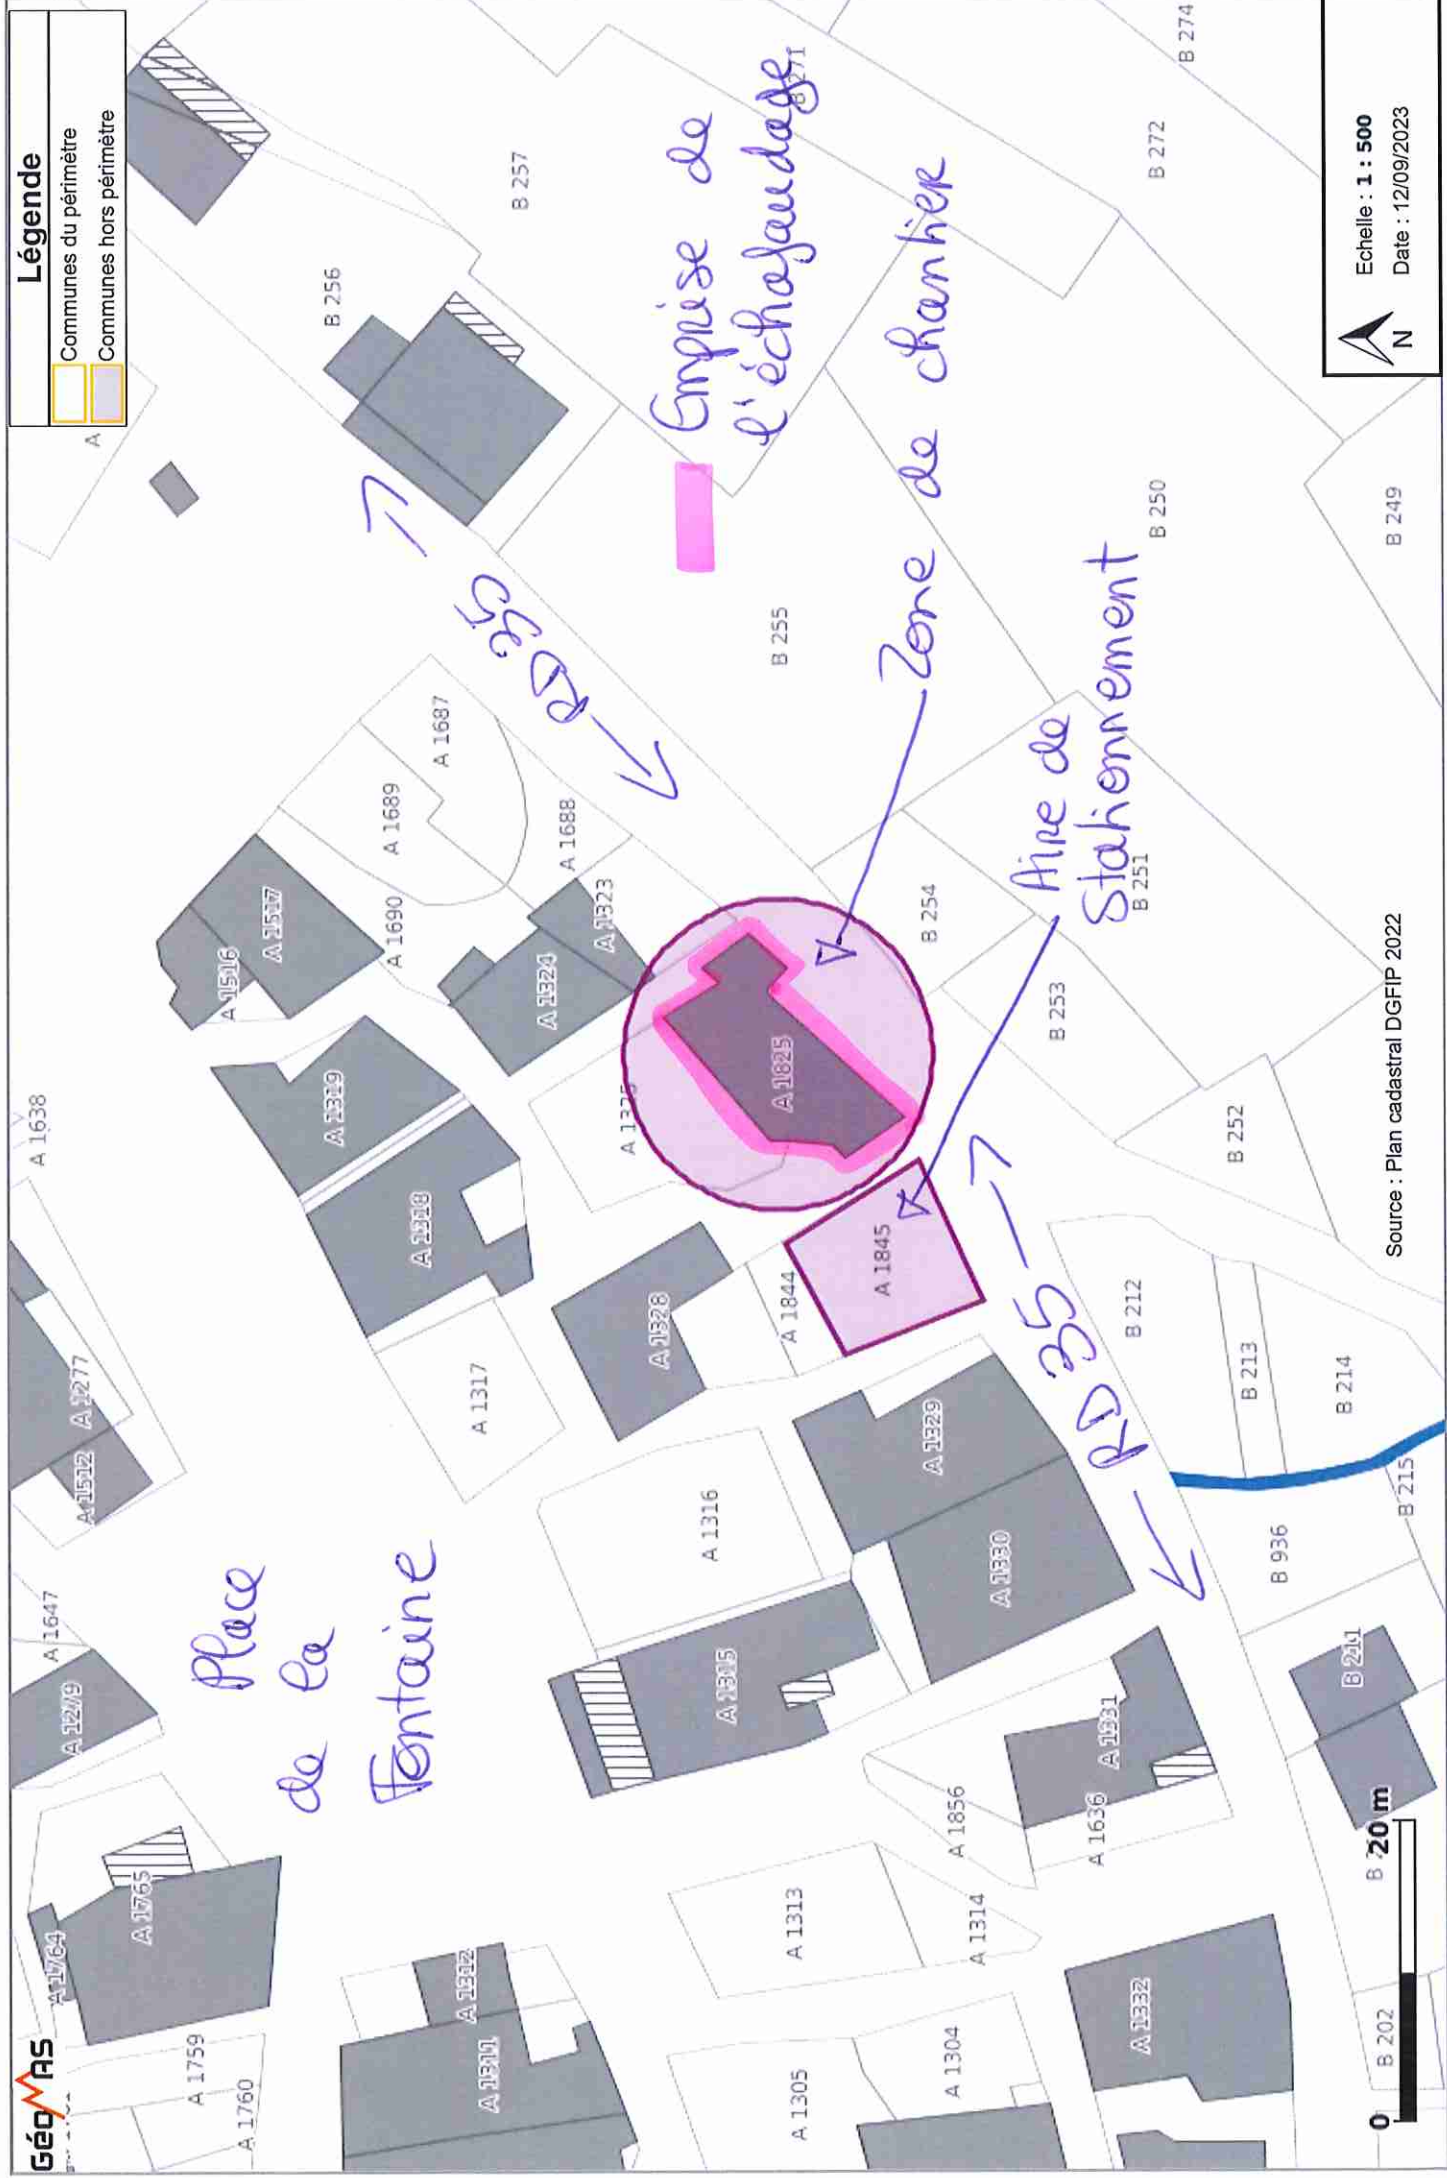 GéoMAS
Légende
Communes du périmètre
Communes hors périmètre
A 1764
A 1765
A 1279
A 1647
A 1512
A 1277
A 1638
A
A 1759
A 1760
Place
de la
Fontaine
A 1516
A 1517
A 1690
A 1689
A 1687
B 256
B 257
A 1311
A 1312
A 1317
A 1318
A 1319
A 1324
A 1323
A 1688
← RD 35 →
Emprise de
l'échafaudage
B 271
A 1305
A 1313
A 1315
A 1316
A 1328
A 1844
A 1375
A 1825
B 255
Zone de chantier
A 1304
A 1314
A 1856
A 1329
A 1330
A 1845
B 254
Aire de
Stationnement
A 1332
A 1636
A 1331
← RD 35 →
B 212
B 253
B 251
B 250
B 272
B 274
B 936
B 213
B 252
B 249
B 202
B 211
B 215
B 214
0
20 m
Source : Plan cadastral DGFIP 2022
N
Echelle : 1 : 500
Date : 12/09/2023